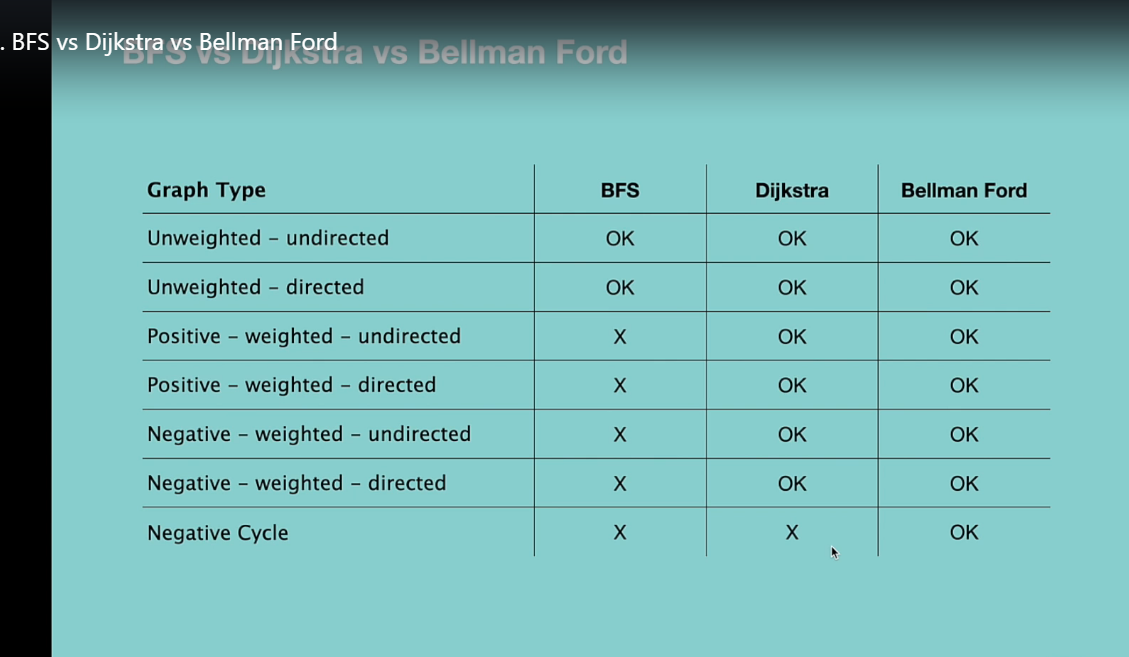 . BFS vs Dijkstra vs Bellman Ford
BFS vs Dijkstra vs Bellman Ford
Graph Type BFS Dijkstra Bellman Ford
Unweighted – undirected OK OK OK
Unweighted – directed OK OK OK
Positive – weighted – undirected X OK OK
Positive – weighted – directed X OK OK
Negative – weighted – undirected X OK OK
Negative – weighted – directed X OK OK
Negative Cycle X X OK